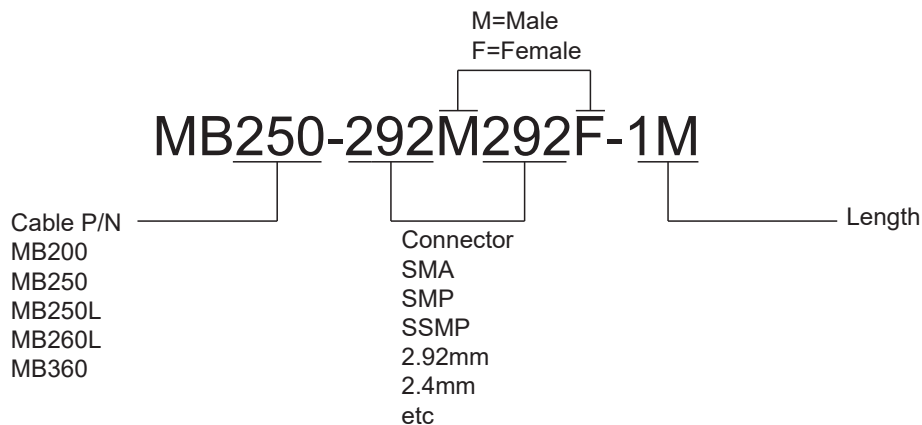 M=Male
F=Female
MB250-292M292F-1M
Cable P/N
MB200
MB250
MB250L
MB260L
MB360
Connector
SMA
SMP
SSMP
2.92mm
2.4mm
etc
Length